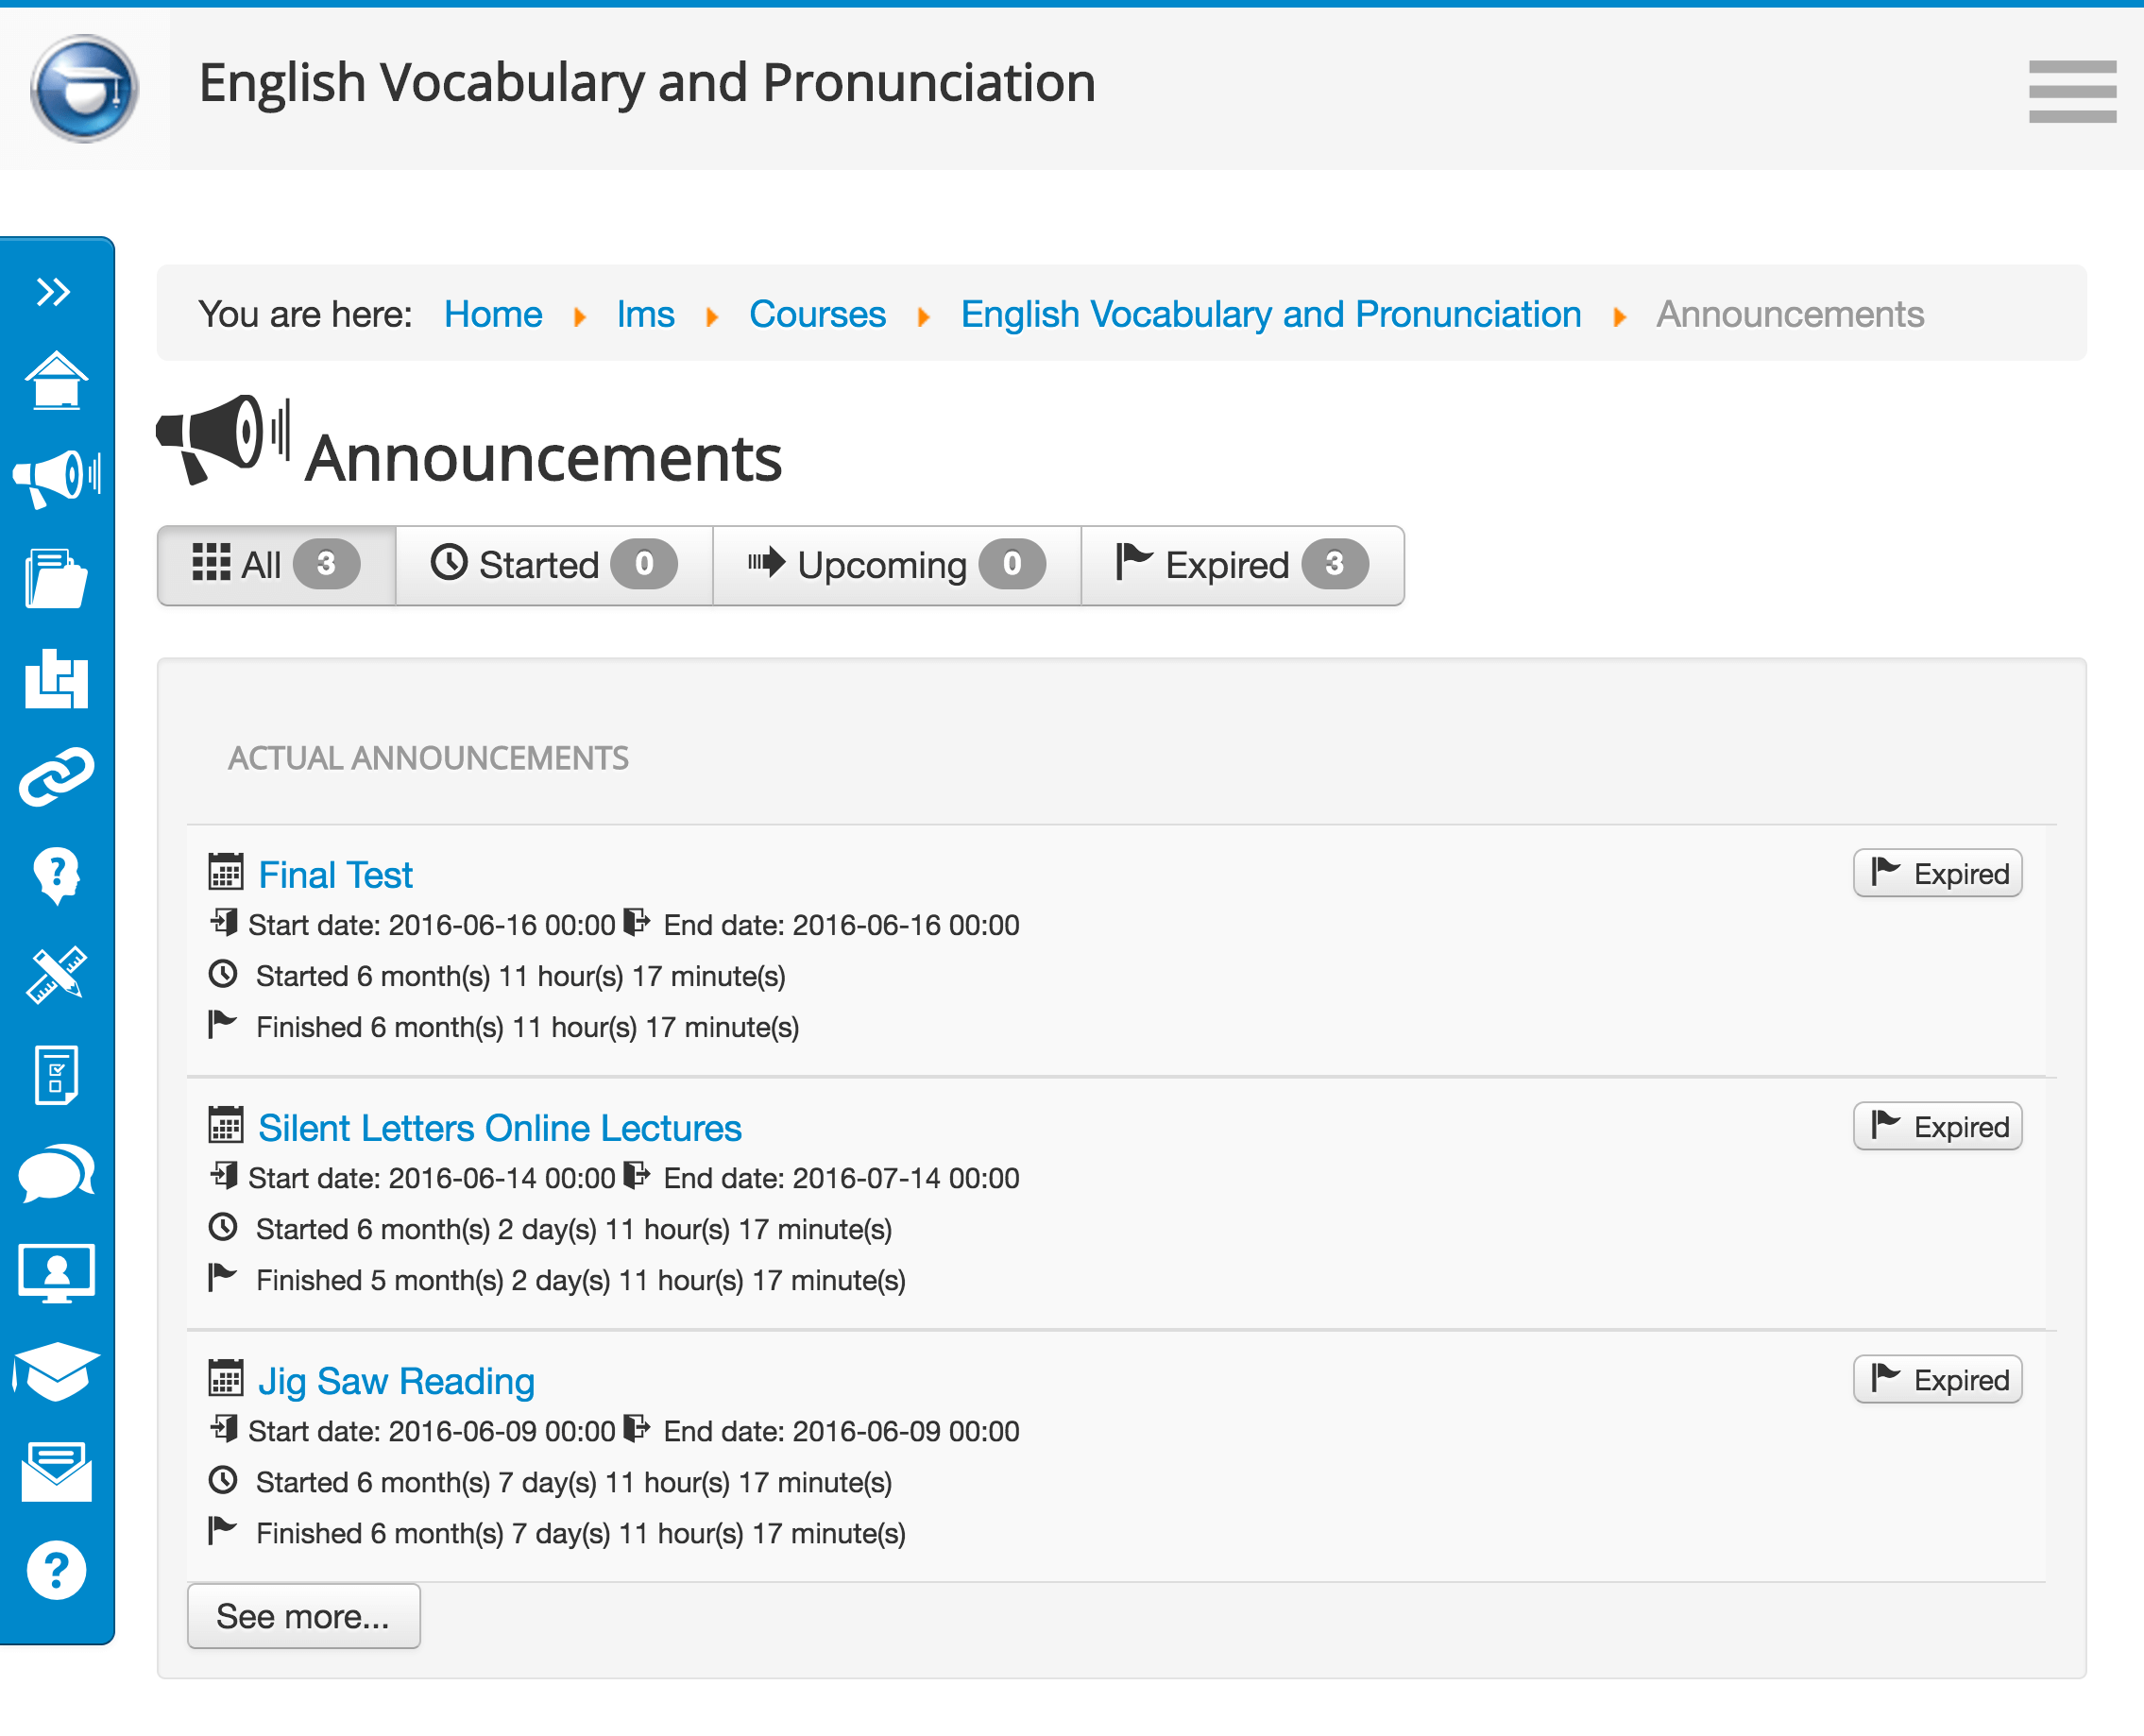 English Vocabulary and Pronunciation
You are here: Home lms Courses English Vocabulary and Pronunciation Announcements
Announcements
All 3 Started 0 Upcoming 0 Expired 3
ACTUAL ANNOUNCEMENTS
Final Test Expired
Start date: 2016-06-16 00:00 End date: 2016-06-16 00:00
Started 6 month(s) 11 hour(s) 17 minute(s)
Finished 6 month(s) 11 hour(s) 17 minute(s)
Silent Letters Online Lectures Expired
Start date: 2016-06-14 00:00 End date: 2016-07-14 00:00
Started 6 month(s) 2 day(s) 11 hour(s) 17 minute(s)
Finished 5 month(s) 2 day(s) 11 hour(s) 17 minute(s)
Jig Saw Reading Expired
Start date: 2016-06-09 00:00 End date: 2016-06-09 00:00
Started 6 month(s) 7 day(s) 11 hour(s) 17 minute(s)
Finished 6 month(s) 7 day(s) 11 hour(s) 17 minute(s)
See more...